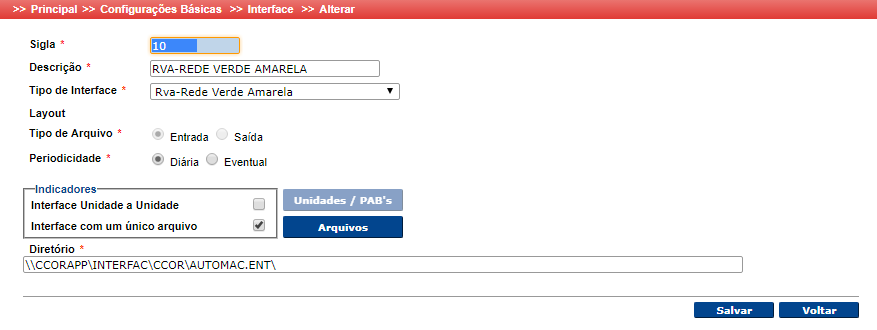 >> Principal >> Configurações Básicas >> Interface >> Alterar
Sigla * 10
Descrição * RVA-REDE VERDE AMARELA
Tipo de Interface * Rva-Rede Verde Amarela
Layout
Tipo de Arquivo * Entrada Saída
Periodicidade * Diária Eventual
Indicadores
Interface Unidade a Unidade Unidades / PAB's
Interface com um único arquivo Arquivos
Diretório *
\\CCORAPP\INTERFAC\CCOR\AUTOMAC.ENT\
Salvar Voltar